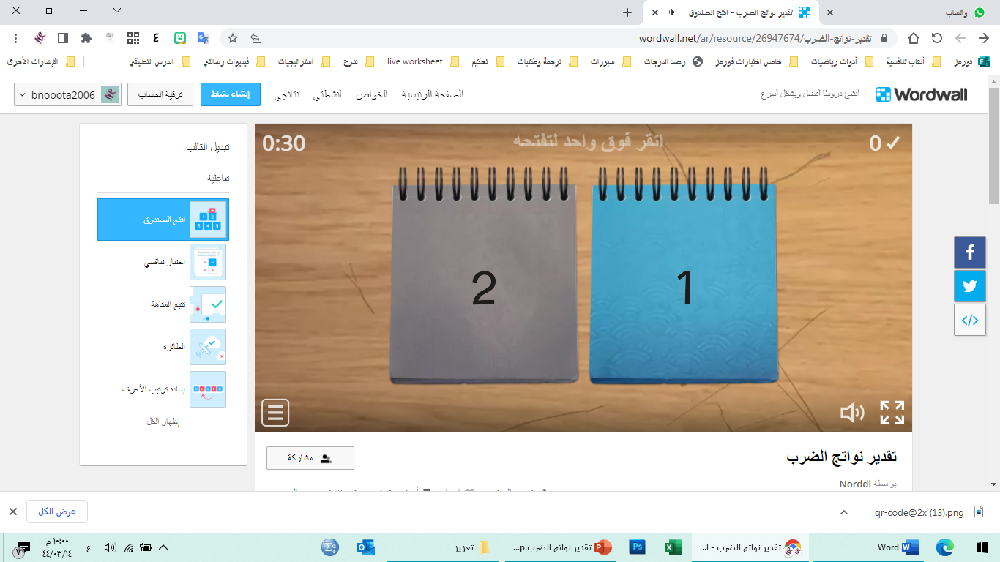 واتساب
تقدير نواتج الضرب - افتح الصندوق
wordwall.net/ar/resource/26947674/تقدير-نواتج-الضرب
فورمز
ألعاب تنافسية
أدوات رياضيات
خامس اختبارات فورمز
رصد الدرجات
سبورات
ترجمة ومكتبات
تحكيم
live worksheet
شرح
استراتيجيات
فيديوات رسالتي
الدرس التطبيقي
الإشارات الأخرى
Wordwall
أنشئ دروسًا أفضل وبشكل أسرع
الصفحة الرئيسية
الخواص
أنشطتي
نتائجي
إنشاء نشاط
ترقية الحساب
bnooota2006
0
انقر فوق واحد لتفتحه
0:30
1
2
تبديل القالب
تفاعلية
افتح الصندوق
اختبار تنافسي
تتبع المتاهة
الطائرة
إعادة ترتيب الأحرف
إظهار الكل
تقدير نواتج الضرب
مشاركة
بواسطة Norddl
qr-code@2x (13).png
عرض الكل
Word
تقدير نواتج الضرب - ا...
تقدير نواتج الضرب.p...
تعزيز
ع
١٠:٠٠ م
٤٤/٠٣/١٤